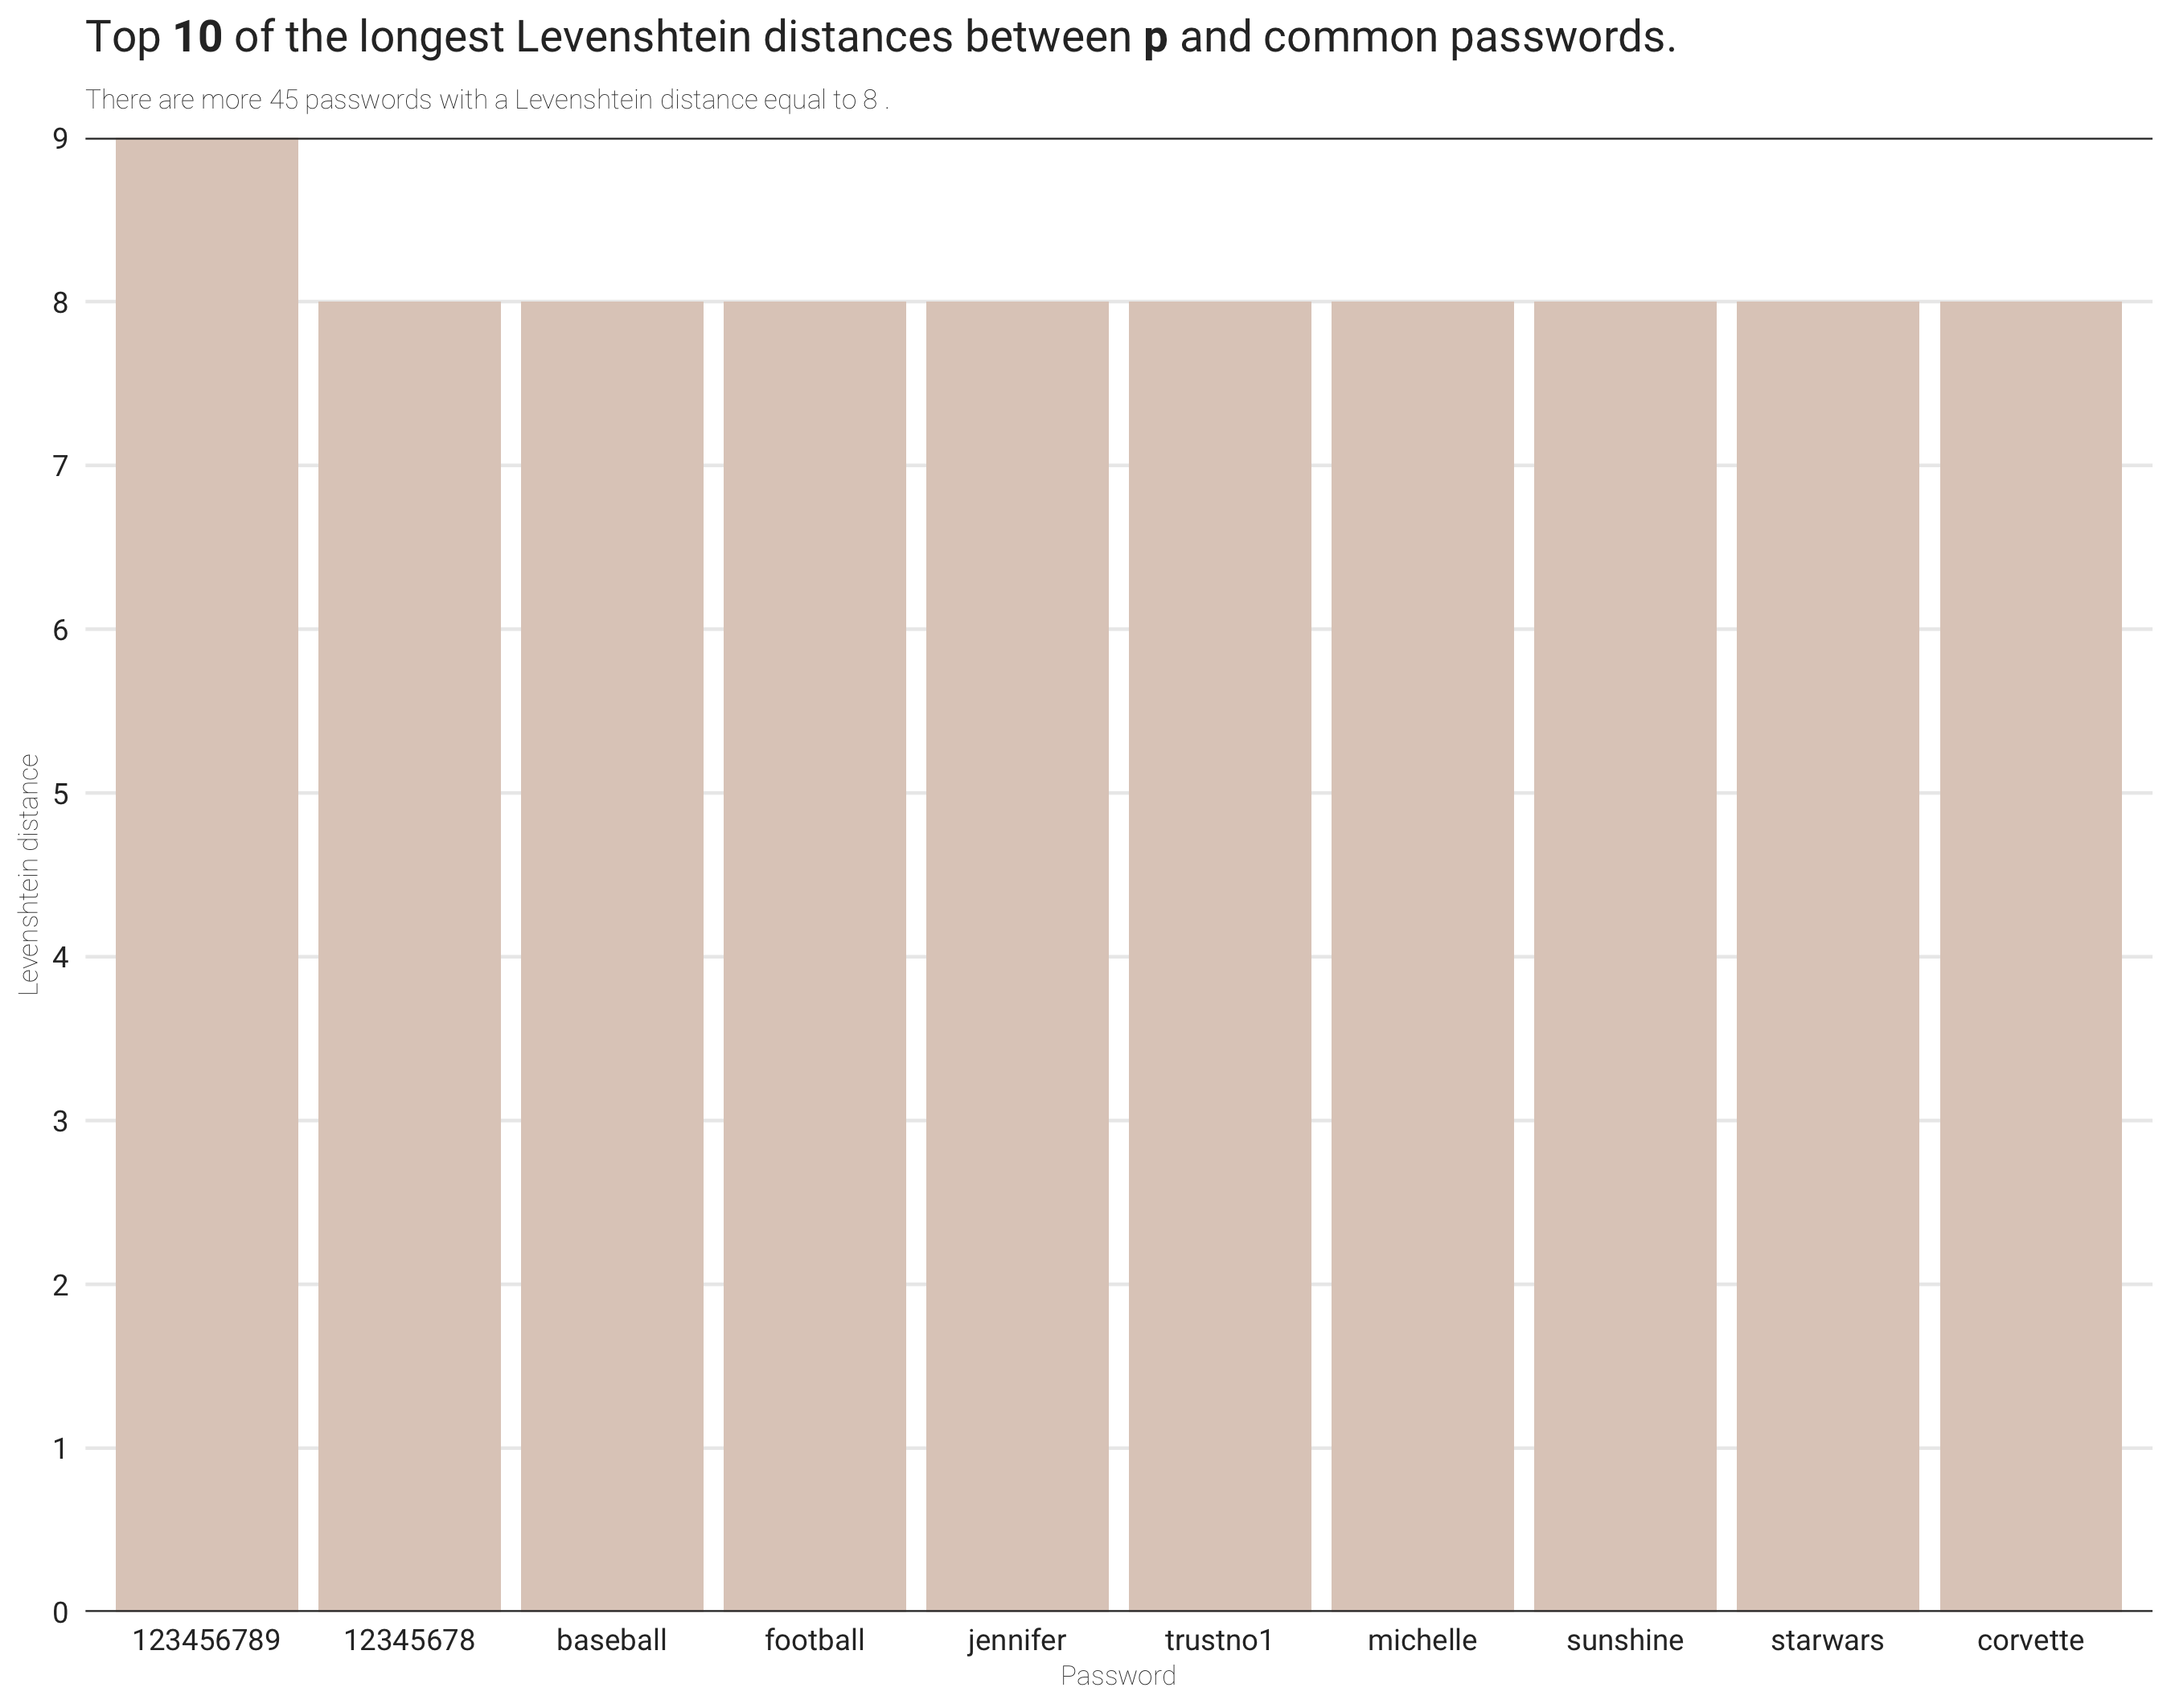 Top 10 of the longest Levenshtein distances between p and common passwords.
There are more 45 passwords with a Levenshtein distance equal to 8 .
9
8
7
6
5
4
3
2
1
0
Levenshtein distance
123456789 12345678 baseball football jennifer trustno1 michelle sunshine starwars corvette
Password